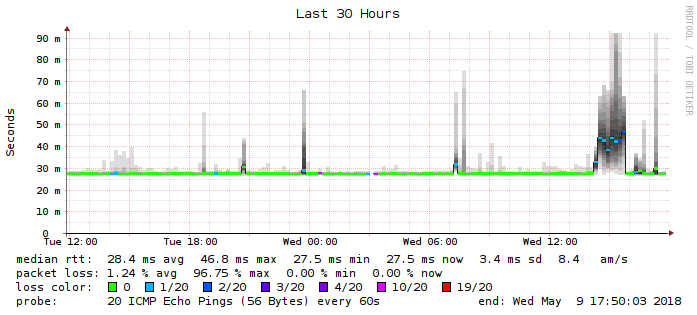 Last 30 Hours
RRDTOOL / TOBI OETIKER
Seconds
90 m
80 m
70 m
60 m
50 m
40 m
30 m
20 m
10 m
0
Tue 12:00 Tue 18:00 Wed 00:00 Wed 06:00 Wed 12:00
median rtt: 28.4 ms avg 46.8 ms max 27.5 ms min 27.5 ms now 3.4 ms sd 8.4 am/s
packet loss: 1.24 % avg 96.75 % max 0.00 % min 0.00 % now
loss color: 0 1/20 2/20 3/20 4/20 10/20 19/20
probe: 20 ICMP Echo Pings (56 Bytes) every 60s end: Wed May 9 17:50:03 2018